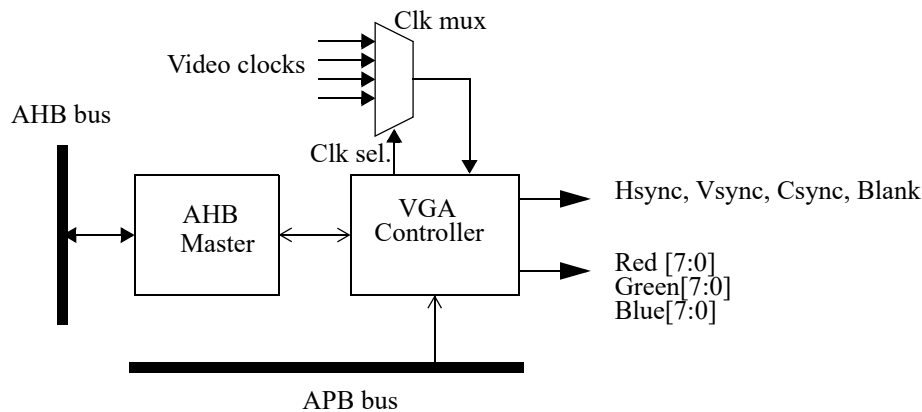 Clk mux
Video clocks
AHB bus
Clk sel.
AHB
Master
VGA
Controller
Hsync, Vsync, Csync, Blank
Red [7:0]
Green[7:0]
Blue[7:0]
APB bus